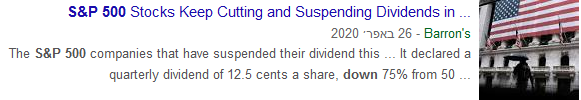 S&P 500 Stocks Keep Cutting and Suspending Dividends in ...
26 באפר׳ 2020 - Barron's
The S&P 500 companies that have suspended their dividend this ... It declared a
quarterly dividend of 12.5 cents a share, down 75% from 50 ...